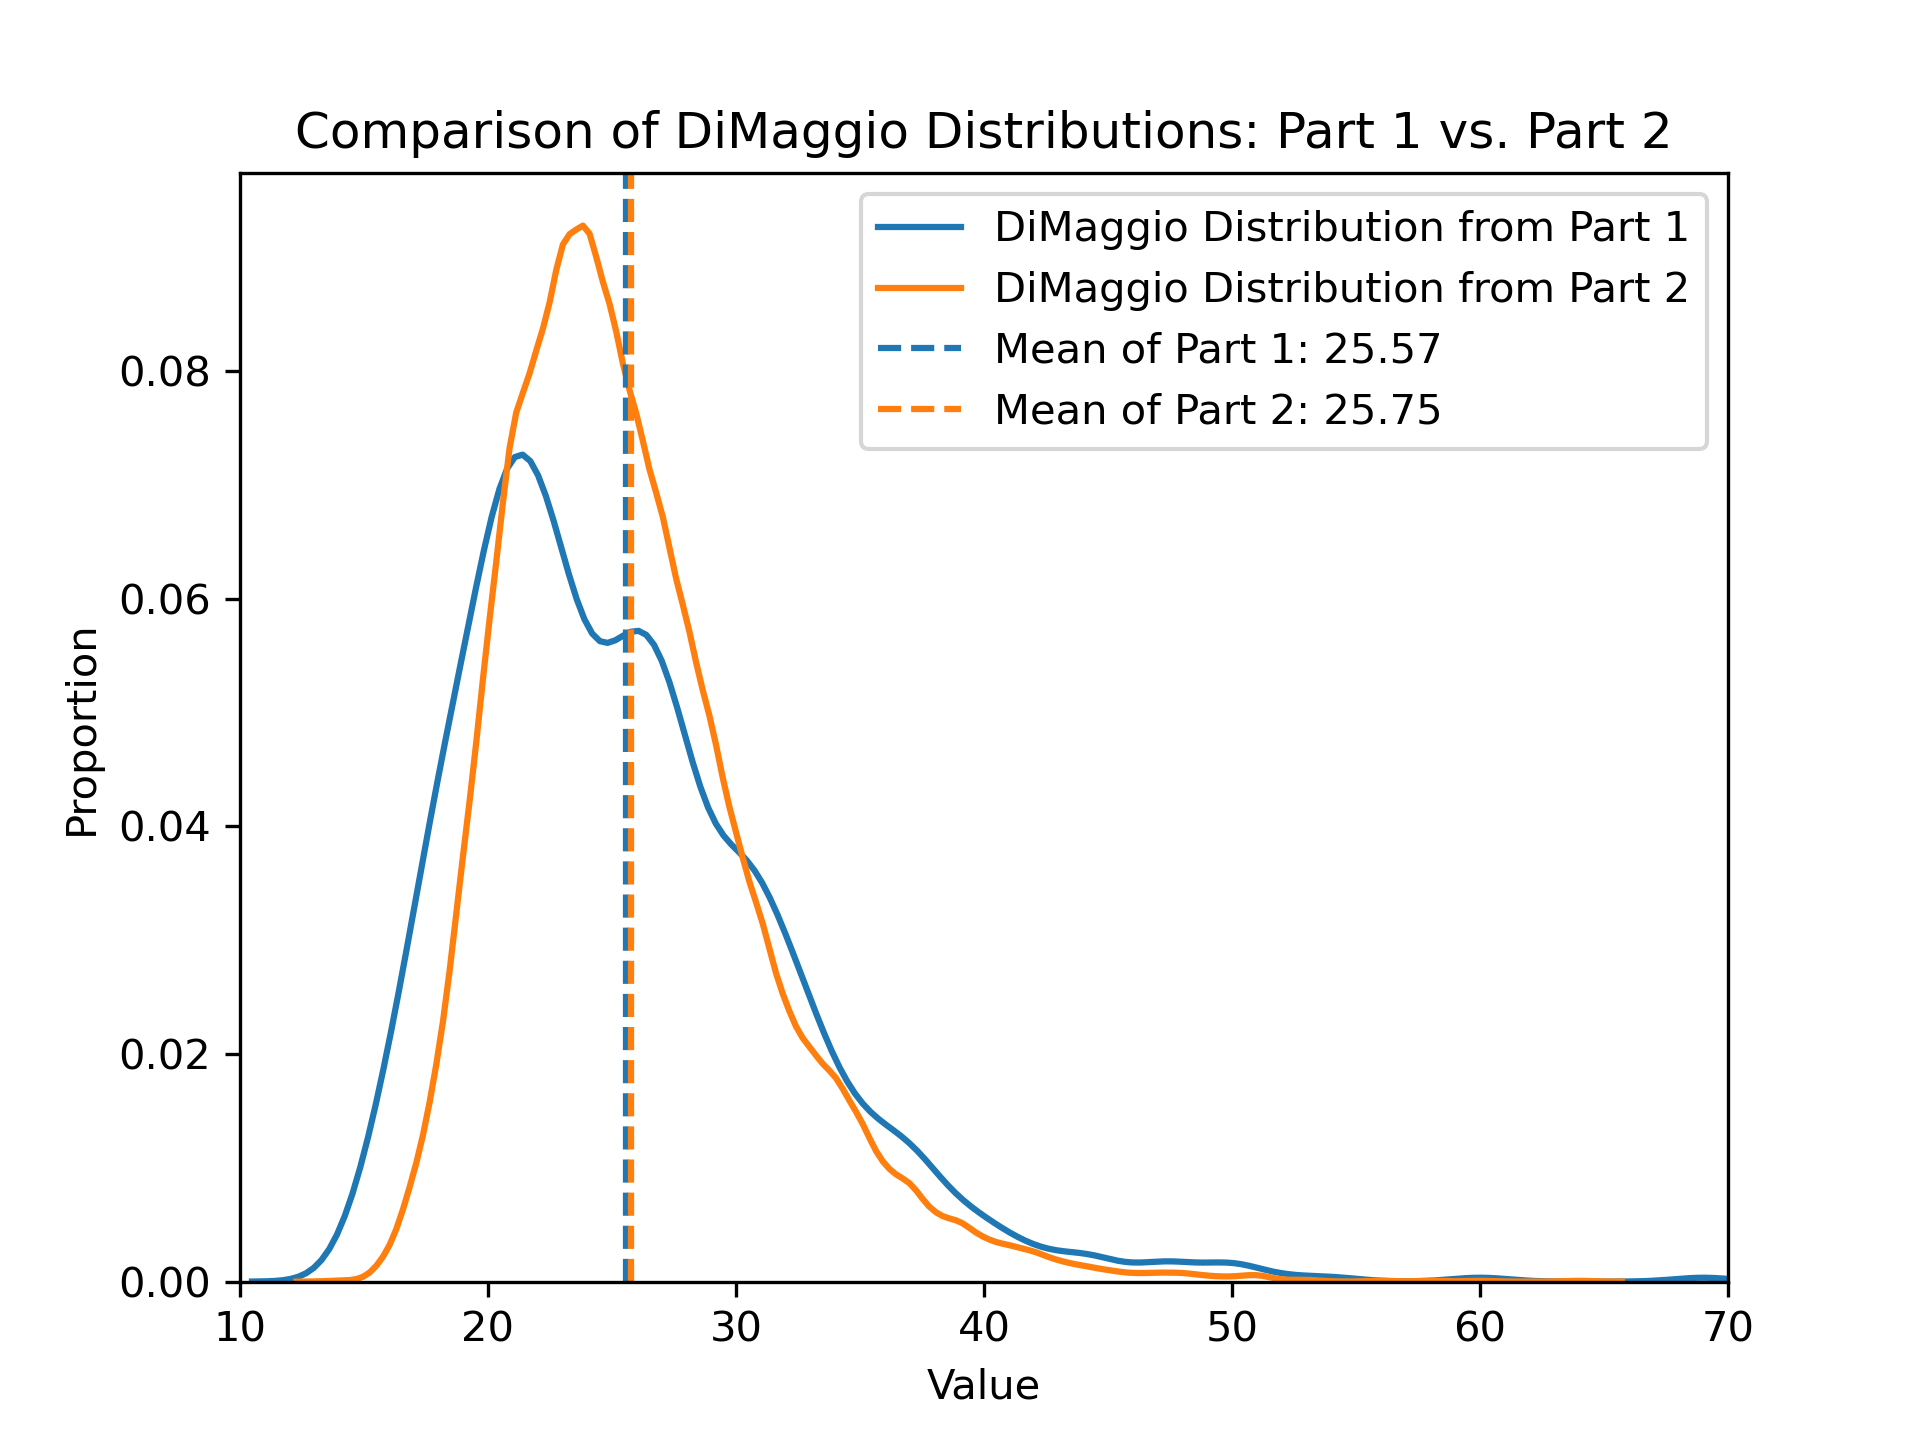 Comparison of DiMaggio Distributions: Part 1 vs. Part 2
DiMaggio Distribution from Part 1
DiMaggio Distribution from Part 2
Mean of Part 1: 25.57
Mean of Part 2: 25.75
Proportion
0.08
0.06
0.04
0.02
0.00
10 20 30 40 50 60 70
Value